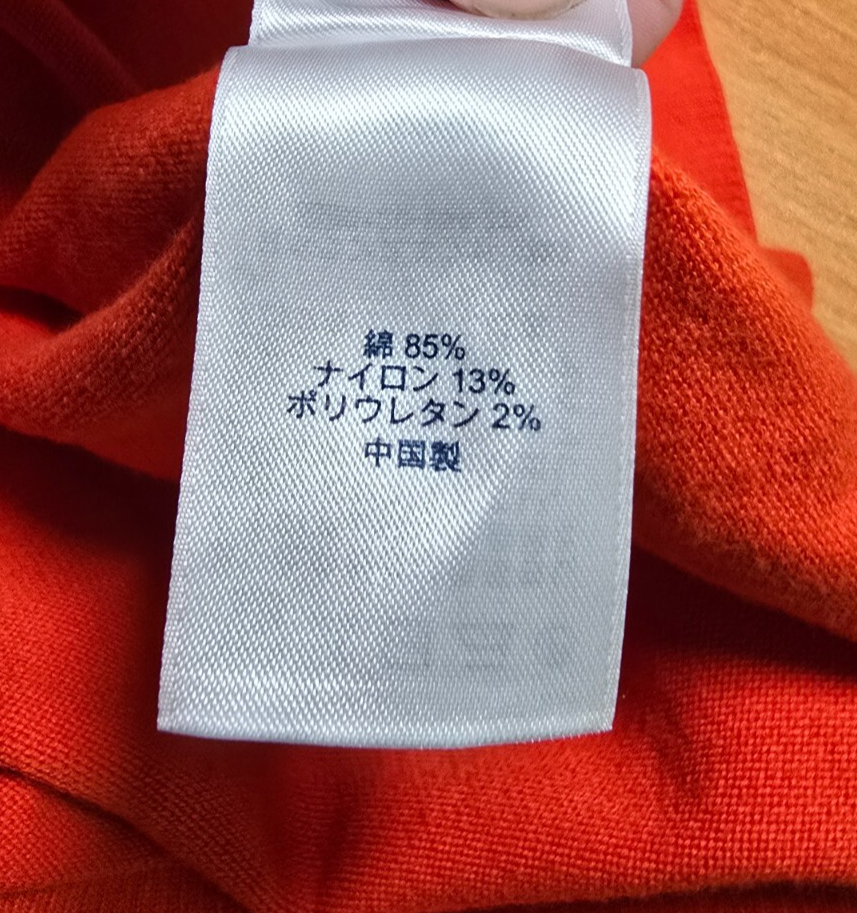 綿 85%
ナイロン 13%
ポリウレタン 2%
中国製